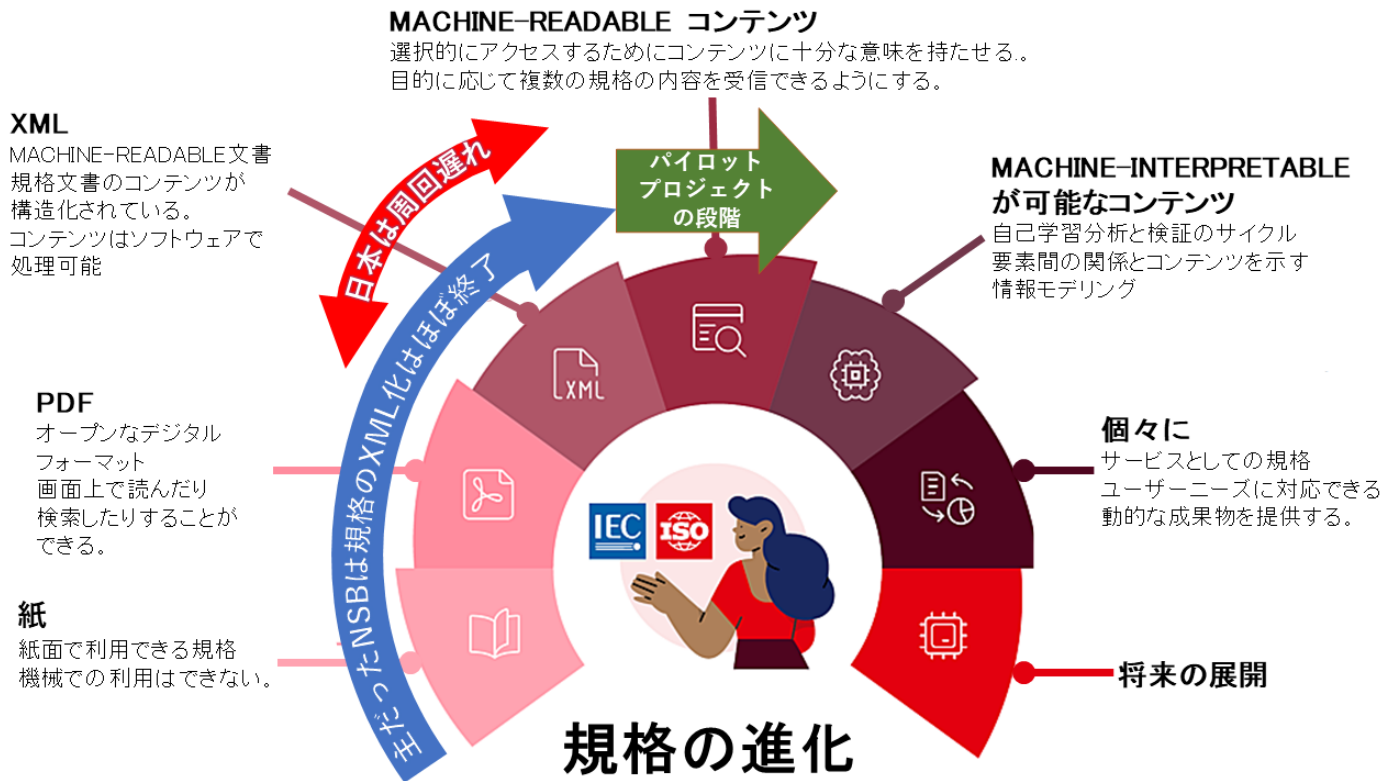 MACHINE-READABLE コンテンツ
選択的にアクセスするためにコンテンツに十分な意味を持たせる.。
目的に応じて複数の規格の内容を受信できるようにする。
XML
MACHINE-READABLE文書
規格文書のコンテンツが
構造化されている。
コンテンツはソフトウェアで
処理可能
日本は周回遅れ
パイロット
プロジェクト
の段階
MACHINE-INTERPRETABLE
が可能なコンテンツ
自己学習分析と検証のサイクル
要素間の関係とコンテンツを示す
情報モデリング
主だったNSBは規格のXML化はほぼ終了
XML
PDF
オープンなデジタル
フォーマット
画面上で読んだり
検索したりすることが
できる。
個々に
サービスとしての規格
ユーザーニーズに対応できる
動的な成果物を提供する。
IEC
ISO
紙
紙面で利用できる規格
機械での利用はできない。
将来の展開
規格の進化